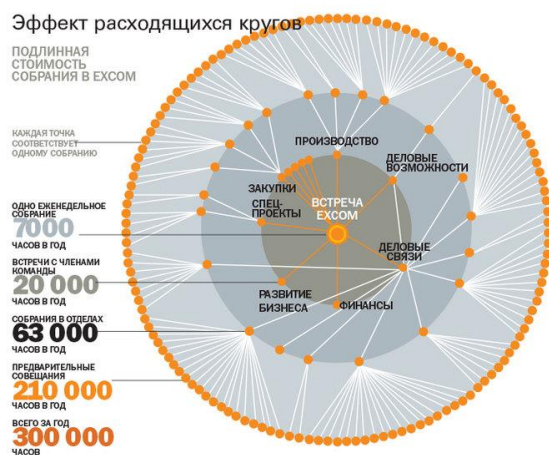 Эффект расходящихся кругов
ПОДЛИННАЯ
СТОИМОСТЬ
СОБРАНИЯ В EXCOM
КАЖДАЯ ТОЧКА
СООТВЕТСТВУЕТ
ОДНОМУ СОБРАНИЮ
ОДНО ЕЖЕНЕДЕЛЬНОЕ
СОБРАНИЕ
7000
ЧАСОВ В ГОД
ВСТРЕЧИ С ЧЛЕНАМИ
КОМАНДЫ
20 000
ЧАСОВ В ГОД
СОБРАНИЯ В ОТДЕЛАХ
63 000
ЧАСОВ В ГОД
ПРЕДВАРИТЕЛЬНЫЕ
СОВЕЩАНИЯ
210 000
ЧАСОВ В ГОД
ВСЕГО ЗА ГОД
300 000
ЧАСОВ
ПРОИЗВОДСТВО
ДЕЛОВЫЕ
ВОЗМОЖНОСТИ
ЗАКУПКИ
СПЕЦ-
ПРОЕКТЫ
ВСТРЕЧА
EXCOM
ДЕЛОВЫЕ
СВЯЗИ
РАЗВИТИЕ
БИЗНЕСА
ФИНАНСЫ